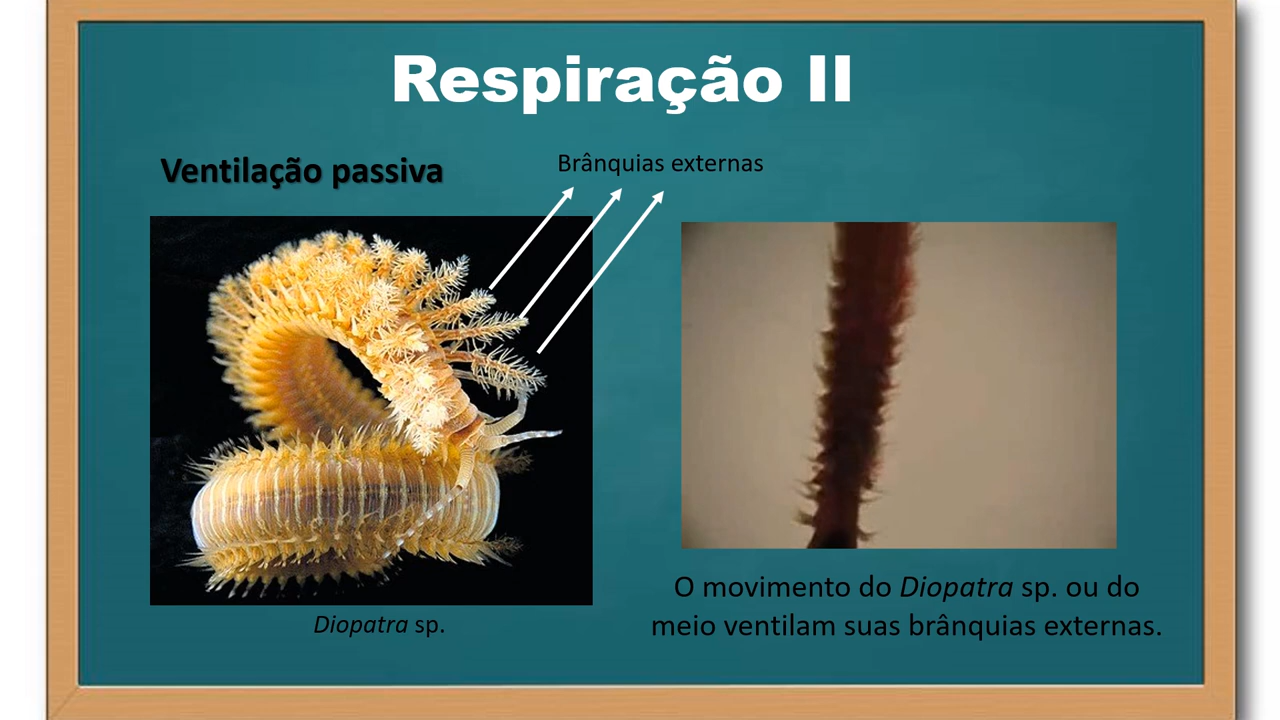 Respiração II
Ventilação passiva
Brânquias externas
Diopatra sp.
O movimento do Diopatra sp. ou do
meio ventilam suas brânquias externas.